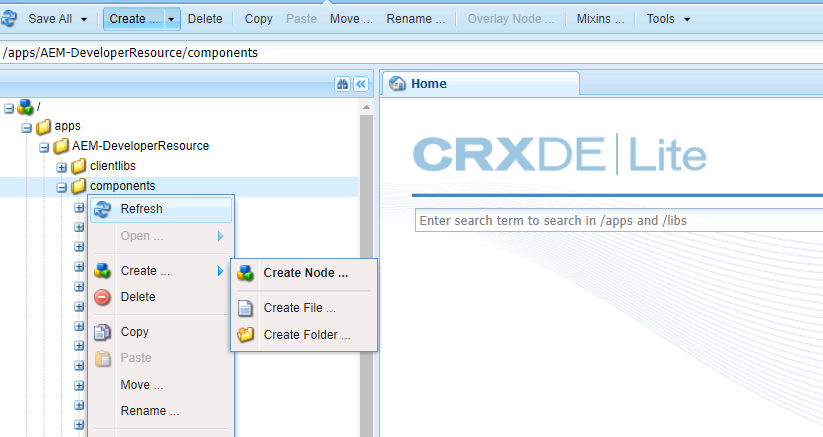 Save All Create ... Delete Copy Paste Move ... Rename ... Overlay Node ... Mixins ... Tools
/apps/AEM-DeveloperResource/components
Home
/
apps
AEM-DeveloperResource
clientlibs
components
CRXDE Lite
Enter search term to search in /apps and /libs
Refresh
Open ...
Create ...
Delete
Copy
Paste
Move ...
Rename ...
Create Node ...
Create File ...
Create Folder ...